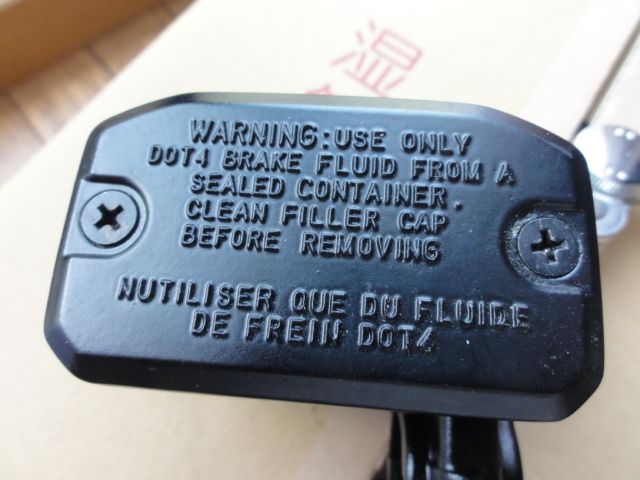 WARNING: USE ONLY
DOT4 BRAKE FLUID FROM A
SEALED CONTAINER.
CLEAN FILLER CAP
BEFORE REMOVING
NUTILISER QUE DU FLUIDE
DE FREIN DOT4